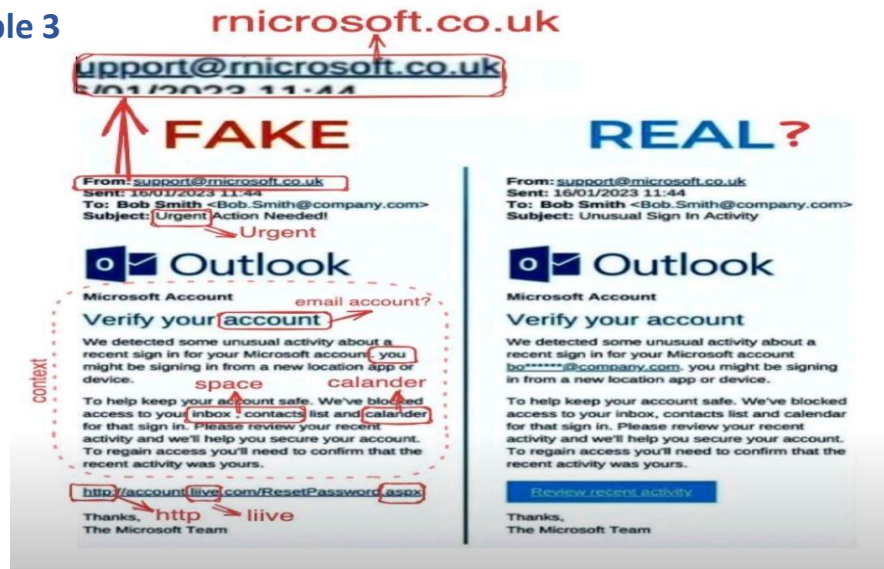 ple 3
rnicrosoft.co.uk
upport@rnicrosoft.co.uk
6/01/2023 11:44
FAKE
From: support@rnicrosoft.co.uk
Sent: 16/01/2023 11:44
To: Bob Smith <Bob.Smith@company.com>
Subject: Urgent Action Needed!
Urgent
Outlook
Microsoft Account
email account?
Verify your account
We detected some unusual activity about a
recent sign in for your Microsoft account. you
might be signing in from a new location app or
device.
space
calander
To help keep your account safe. We've blocked
access to your inbox , contacts list and calander
for that sign in. Please review your recent
activity and we'll help you secure your account.
To regain access you'll need to confirm that the
recent activity was yours.
context
http://account.liive.com/ResetPassword.aspx
http
liive
Thanks,
The Microsoft Team
REAL?
From: support@microsoft.co.uk
Sent: 16/01/2023 11:44
To: Bob Smith <Bob.Smith@company.com>
Subject: Unusual Sign In Activity
Outlook
Microsoft Account
Verify your account
We detected some unusual activity about a
recent sign in for your Microsoft account
bo******@company.com. you might be signing
in from a new location app or device.
To help keep your account safe. We've blocked
access to your inbox, contacts list and calendar
for that sign in. Please review your recent
activity and we'll help you secure your account.
To regain access you'll need to confirm that the
recent activity was yours.
Review recent activity
Thanks,
The Microsoft Team